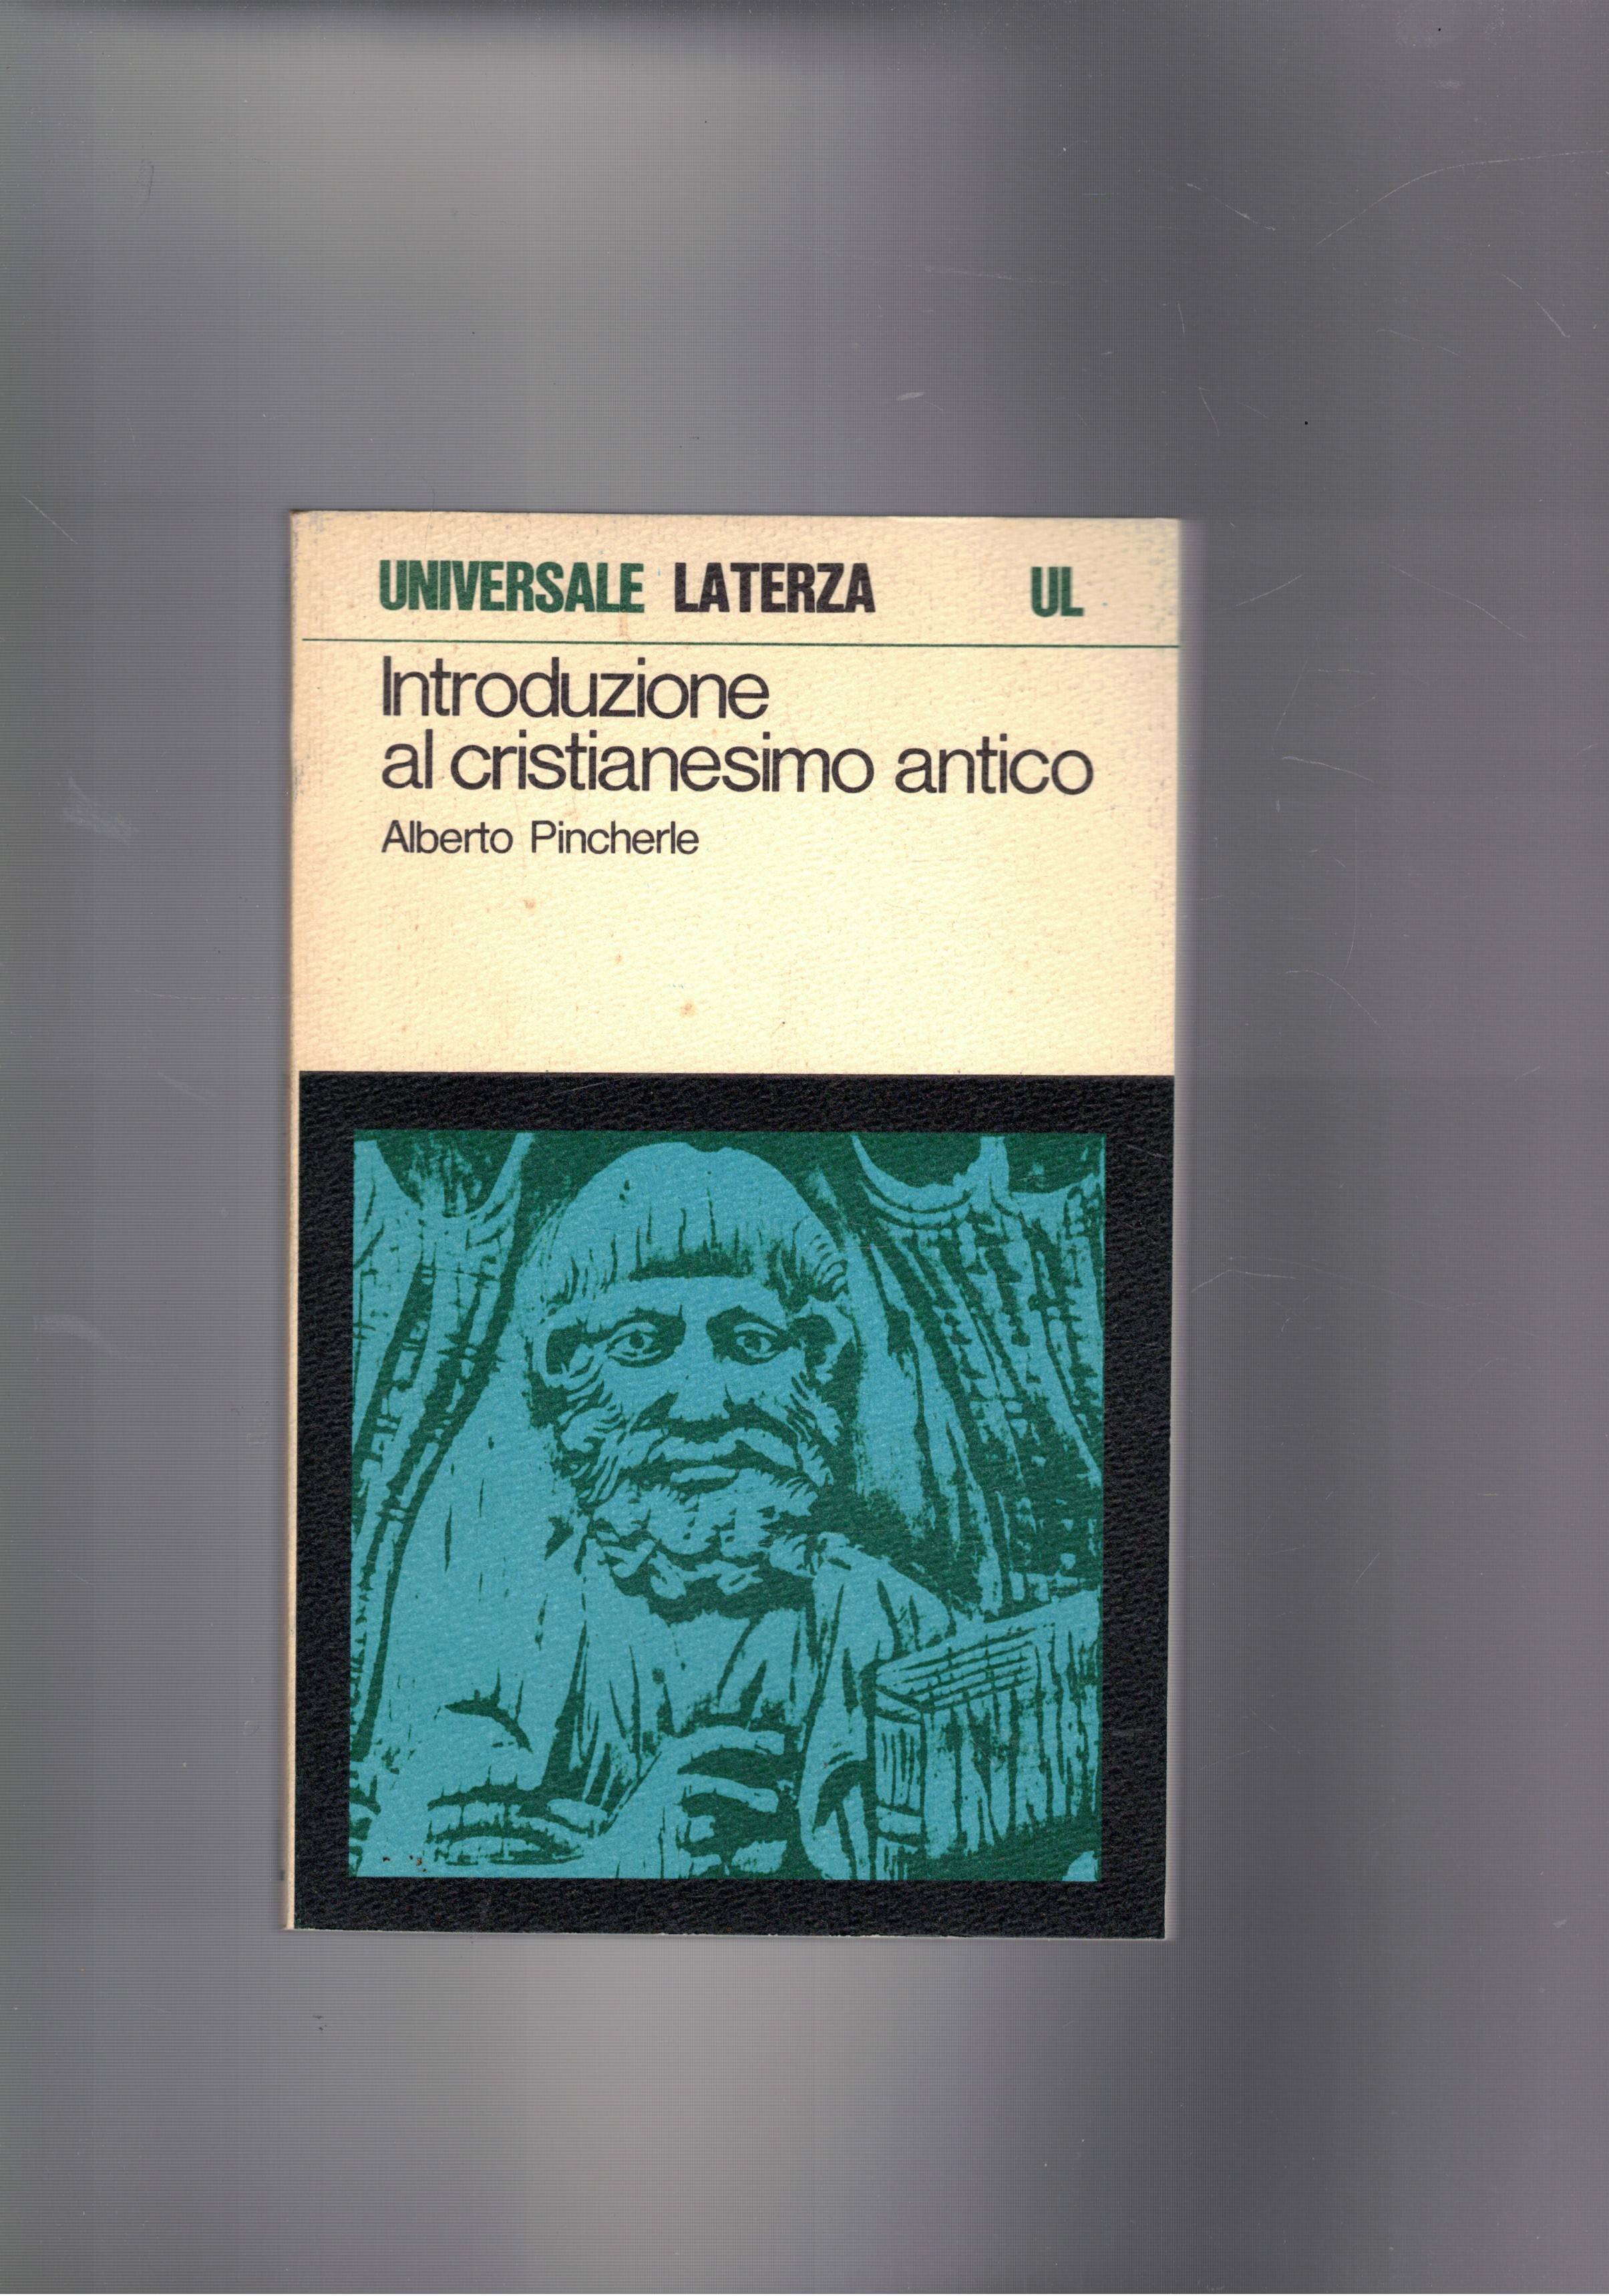 UNIVERSALE LATERZA UL
Introduzione
al cristianesimo antico
Alberto Pincherle